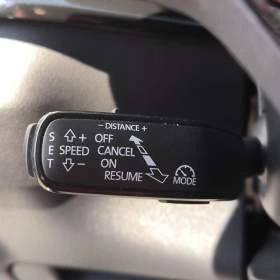 − DISTANCE +
S + OFF
E SPEED CANCEL
T − ON
RESUME MODE